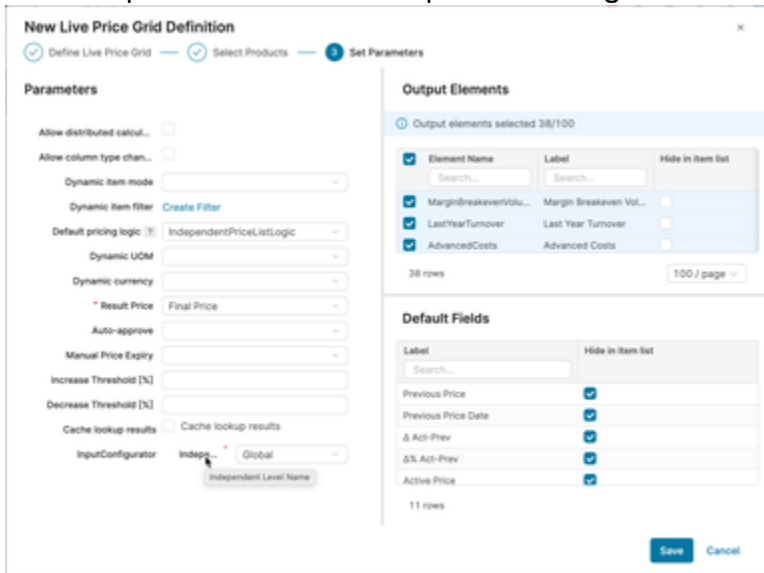 New Live Price Grid Definition
Define Live Price Grid
Select Products
3 Set Parameters
Parameters
Allow distributed calcul...
Allow column type chan...
Dynamic item mode
Dynamic item filter Create Filter
Default pricing logic ? IndependentPriceListLogic
Dynamic UOM
Dynamic currency
* Result Price Final Price
Auto-approve
Manual Price Expiry
Increase Threshold [%]
Decrease Threshold [%]
Cache lookup results Cache lookup results
InputConfigurator Indepe... * Global
Independent Level Name
Output Elements
Output elements selected 38/100
Element Name Label Hide in item list
Search... Search...
MarginBreakevenVolu... Margin Breakeven Vol...
LastYearTurnover Last Year Turnover
AdvancedCosts Advanced Costs
38 rows 100 / page
Default Fields
Label Hide in item list
Search...
Previous Price
Previous Price Date
Δ Act-Prev
Δ% Act-Prev
Active Price
11 rows
Save Cancel